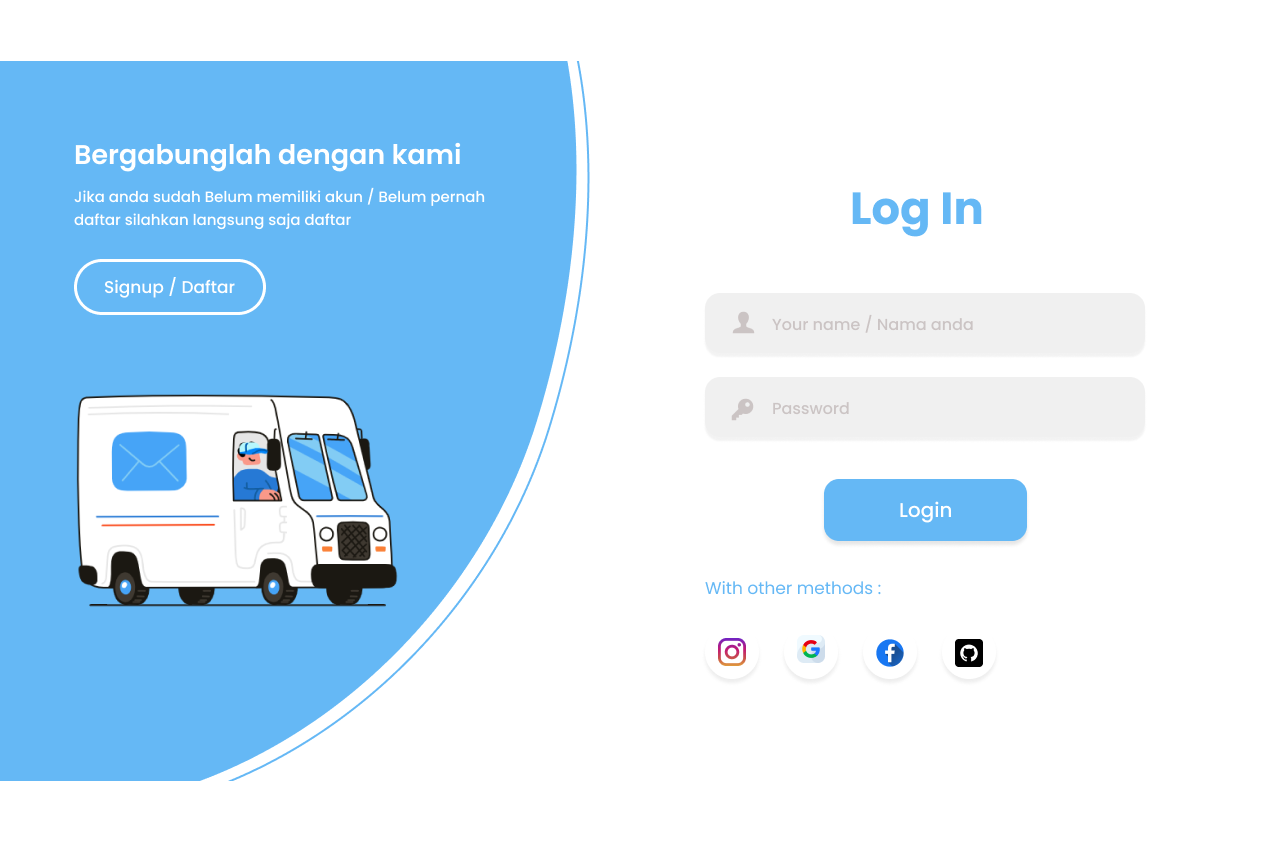 Bergabunglah dengan kami
Jika anda sudah Belum memiliki akun / Belum pernah
daftar silahkan langsung saja daftar
Signup / Daftar
Log In
Your name / Nama anda
Password
Login
With other methods :